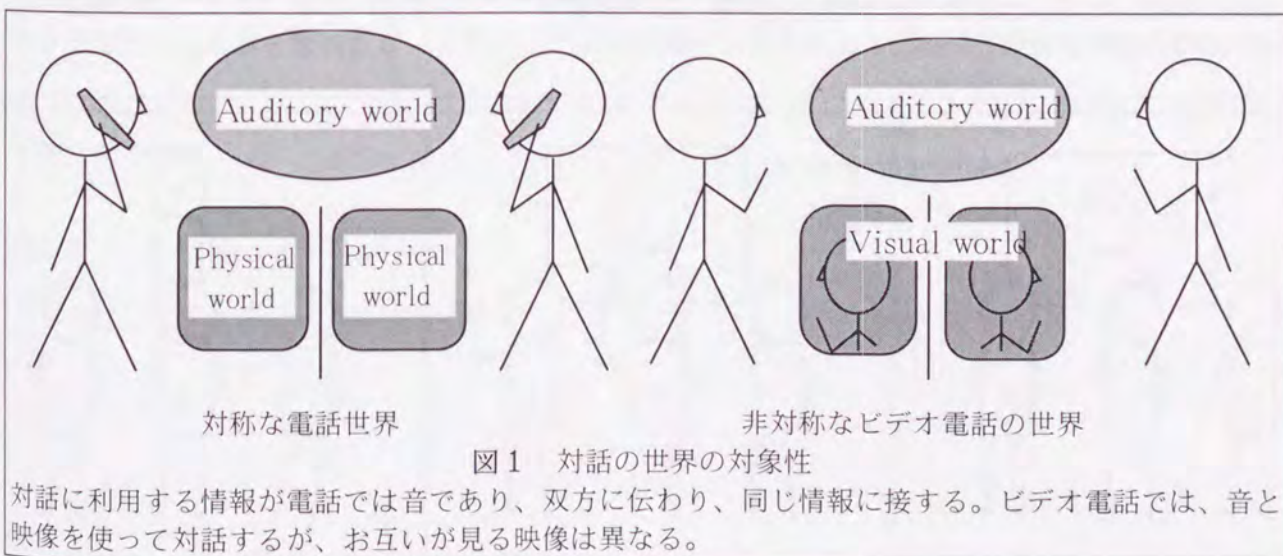 Auditory world
Physical
world
Physical
world
Auditory world
Visual world
対称な電話世界
非対称なビデオ電話の世界
図1 対話の世界の対象性
対話に利用する情報が電話では音であり、双方に伝わり、同じ情報に接する。ビデオ電話では、音と
映像を使って対話するが、お互いが見る映像は異なる。